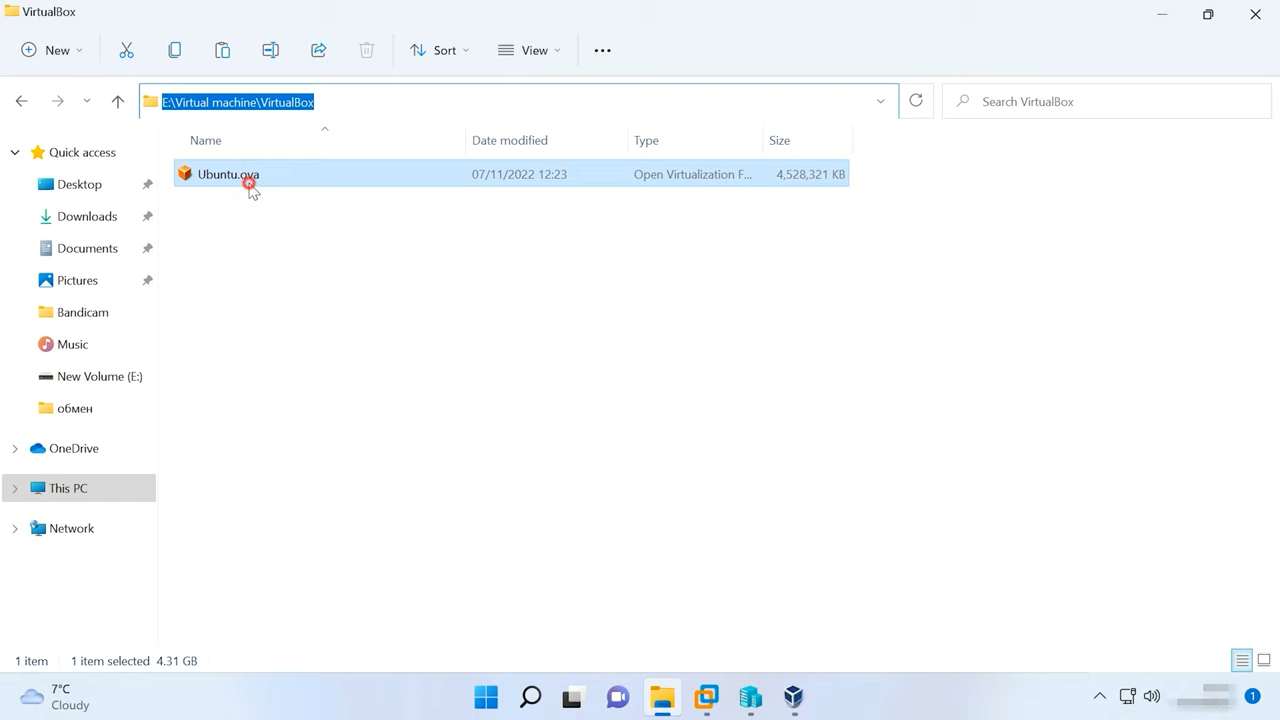 VirtualBox
New
Sort
View
E:\Virtual machine\VirtualBox
Search VirtualBox
Name
Date modified
Type
Size
Quick access
Ubuntu.ova
07/11/2022 12:23
Open Virtualization F...
4,528,321 KB
Desktop
Downloads
Documents
Pictures
Bandicam
Music
New Volume (E:)
обмен
OneDrive
This PC
Network
1 item
1 item selected 4.31 GB
7°C
Cloudy
1